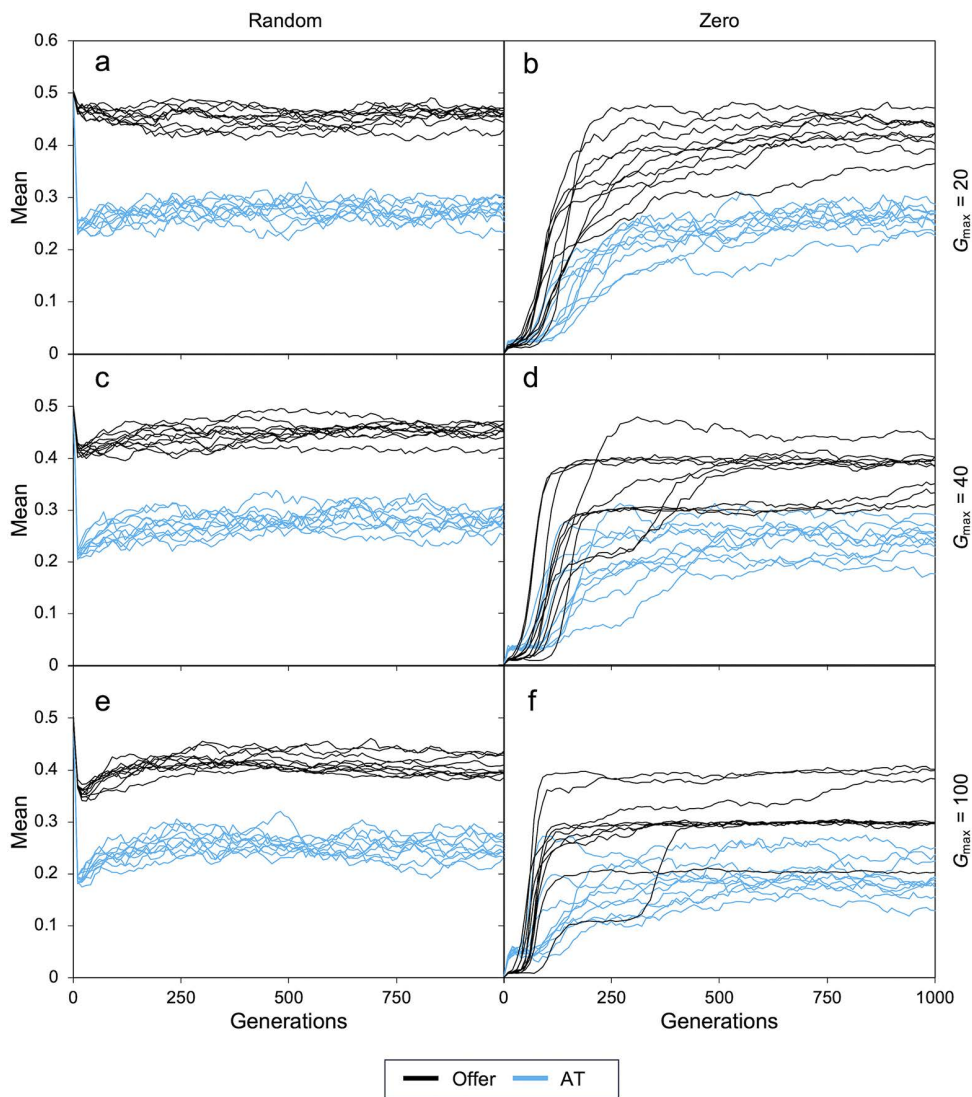 Random Zero
0.6
a b
0.5
0.4
Mean 0.3 G_max = 20
0.2
0.1
0
c d
0.5
0.4
Mean 0.3 G_max = 40
0.2
0.1
0
e f
0.5
0.4
Mean 0.3 G_max = 100
0.2
0.1
0
0 250 500 750 0 250 500 750 1000
Generations Generations
Offer AT